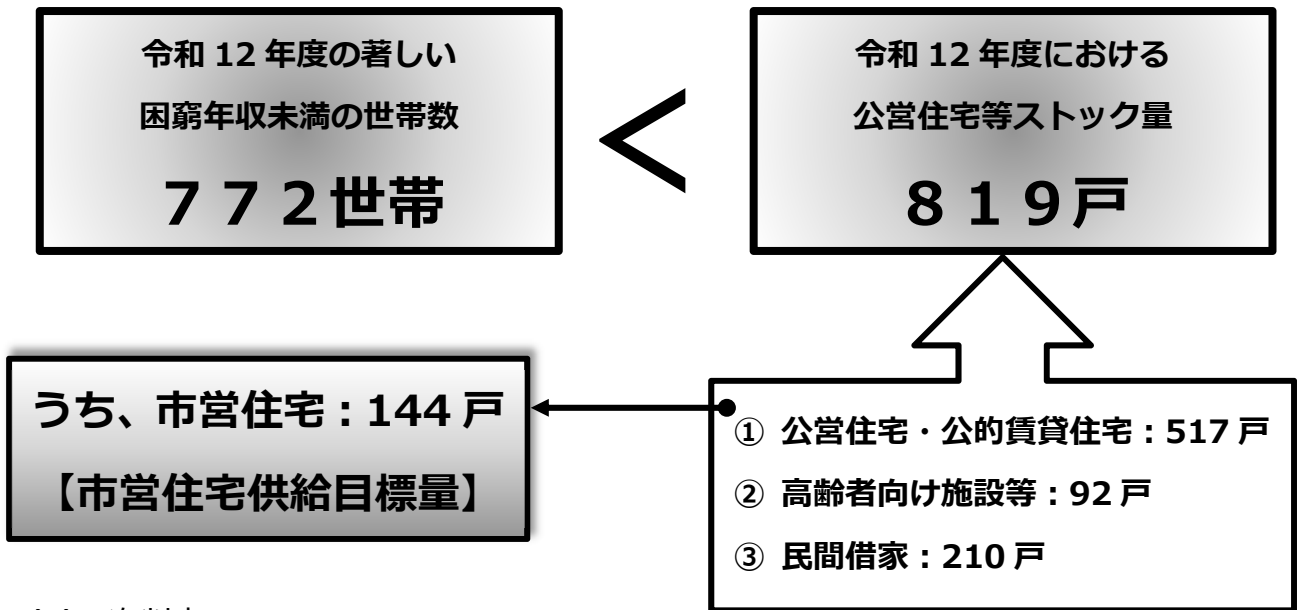 令和 12 年度の著しい
困窮年収未満の世帯数
７７２世帯
＜
令和 12 年度における
公営住宅等ストック量
８１９戸
うち、市営住宅：144 戸
【市営住宅供給目標量】
① 公営住宅・公的賃貸住宅：517 戸
② 高齢者向け施設等：92 戸
③ 民間借家：210 戸